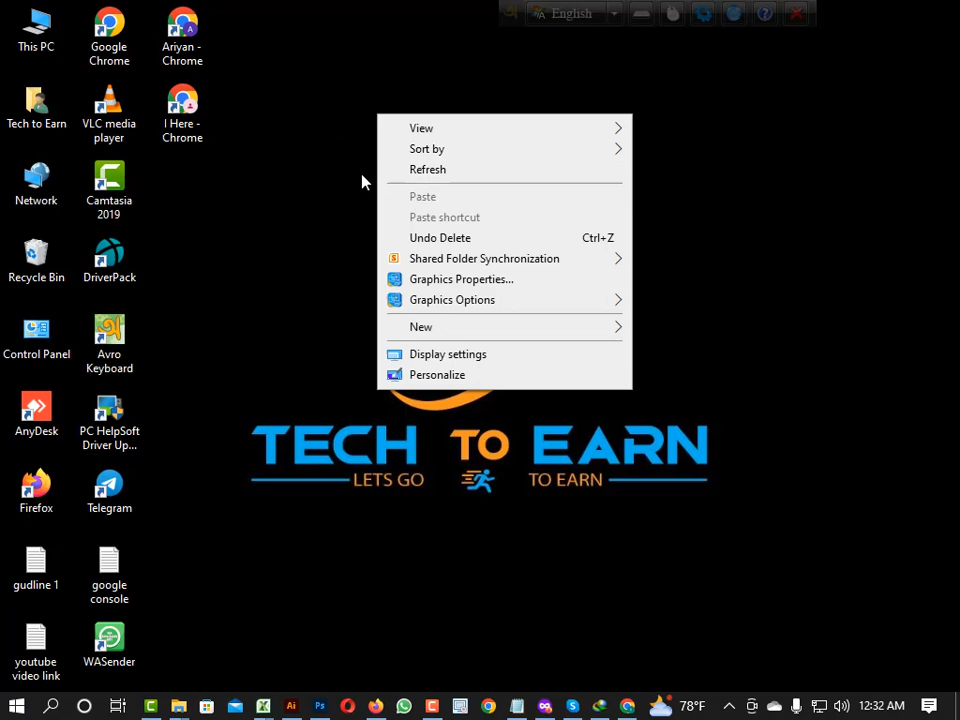 This PC
Google
Chrome
Ariyan -
Chrome
Tech to Earn
VLC media
player
I Here -
Chrome
Network
Camtasia
2019
Recycle Bin
DriverPack
Control Panel
Avro
Keyboard
AnyDesk
PC HelpSoft
Driver Up...
Firefox
Telegram
gudline 1
google
console
youtube
video link
WASender
English
View
Sort by
Refresh
Paste
Paste shortcut
Undo Delete Ctrl+Z
Shared Folder Synchronization
Graphics Properties...
Graphics Options
New
Display settings
Personalize
TECH TO EARN
LETS GO TO EARN
78°F
12:32 AM